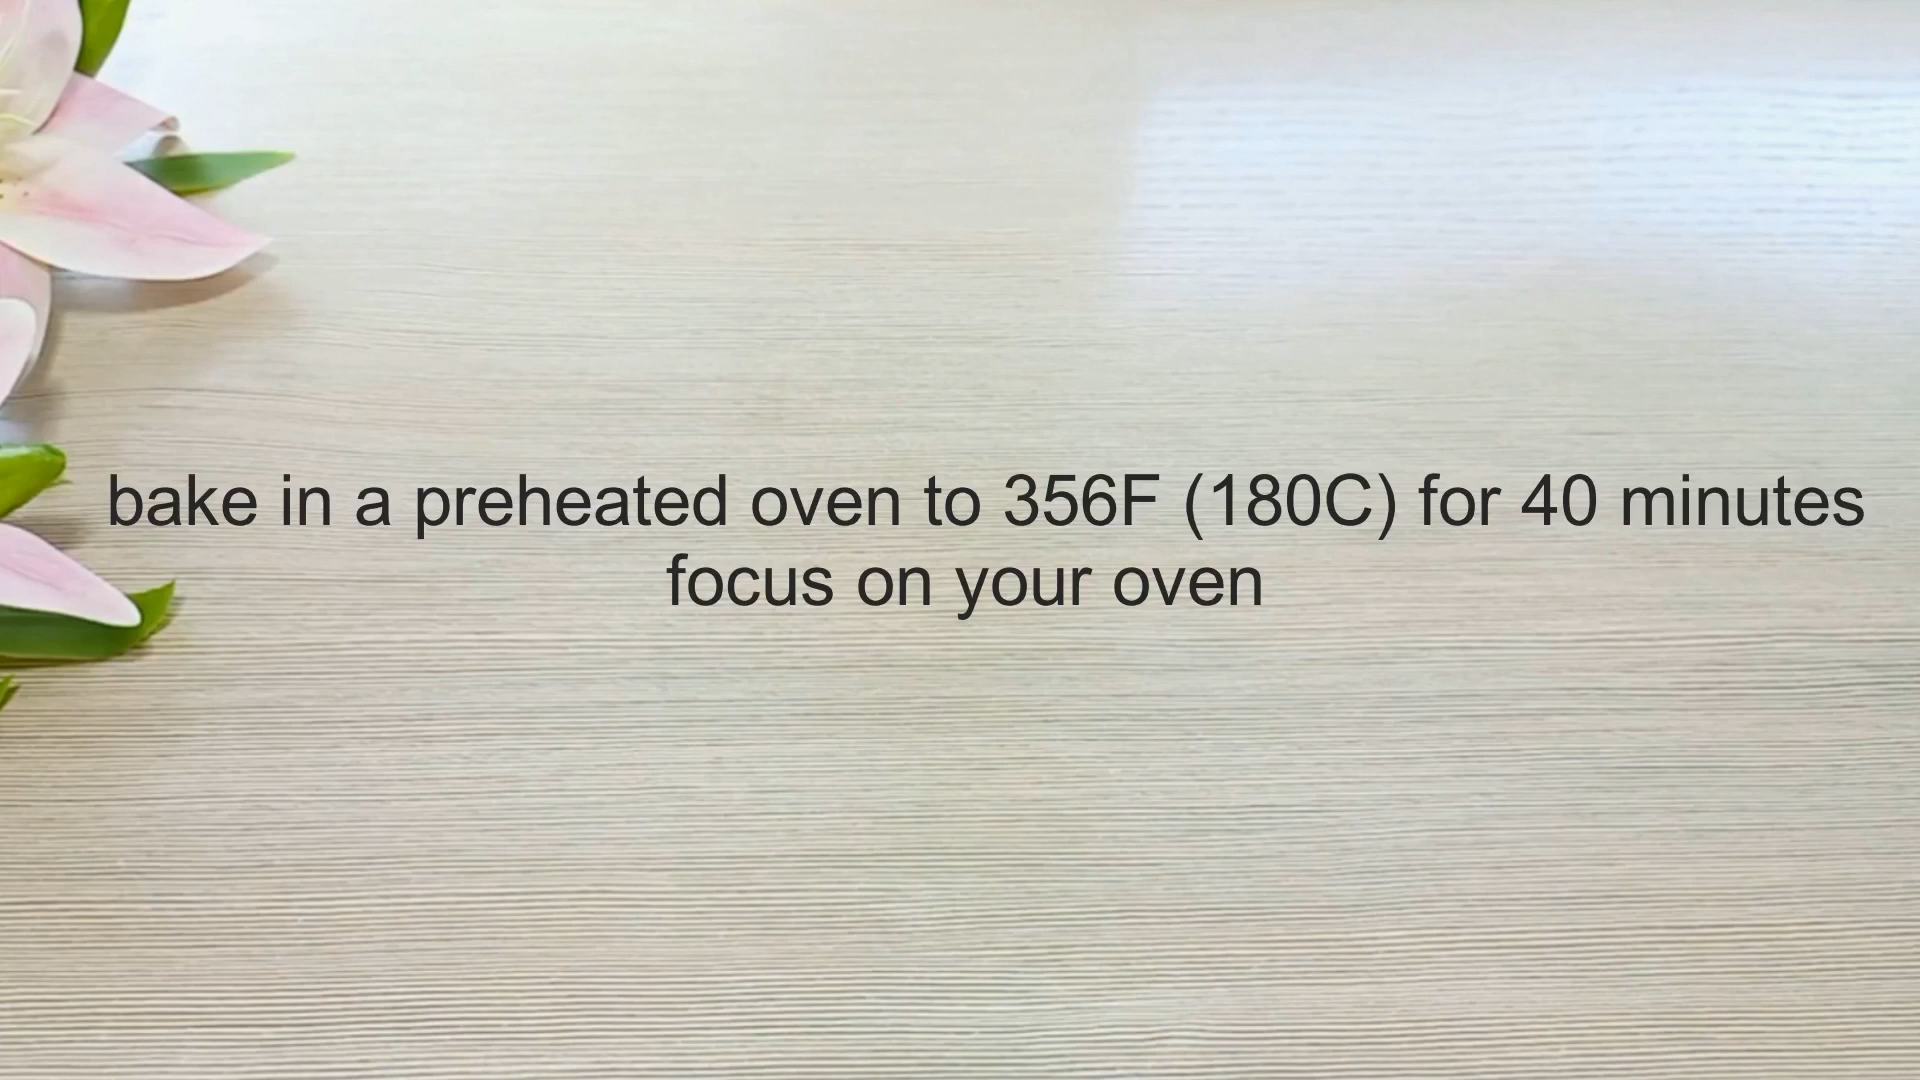 bake in a preheated oven to 356F (180C) for 40 minutes
focus on your oven